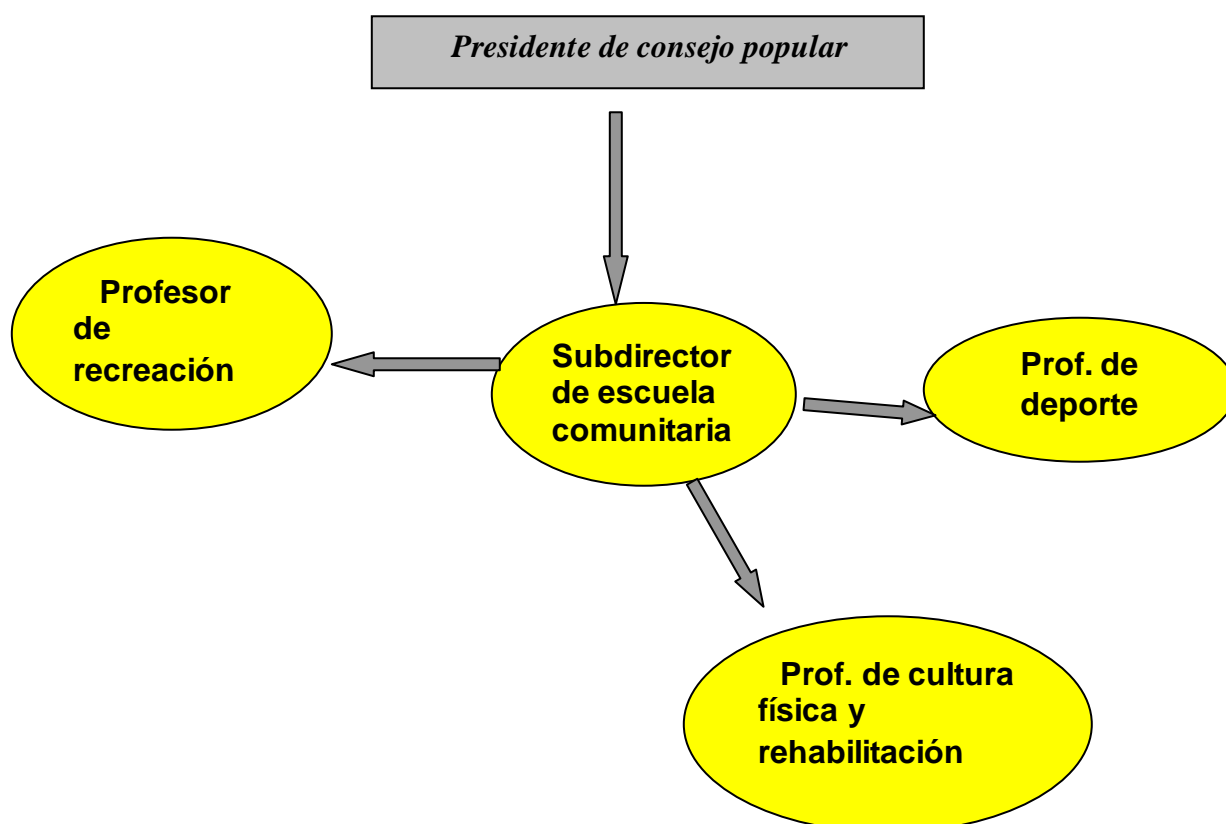 Presidente de consejo popular
Profesor
de
recreación
Subdirector
de escuela
comunitaria
Prof. de
deporte
Prof. de cultura
física y
rehabilitación